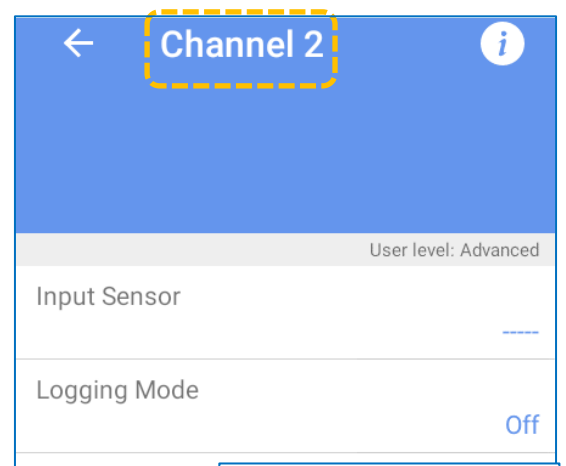 Channel 2
i
User level: Advanced
Input Sensor
-----
Logging Mode
Off